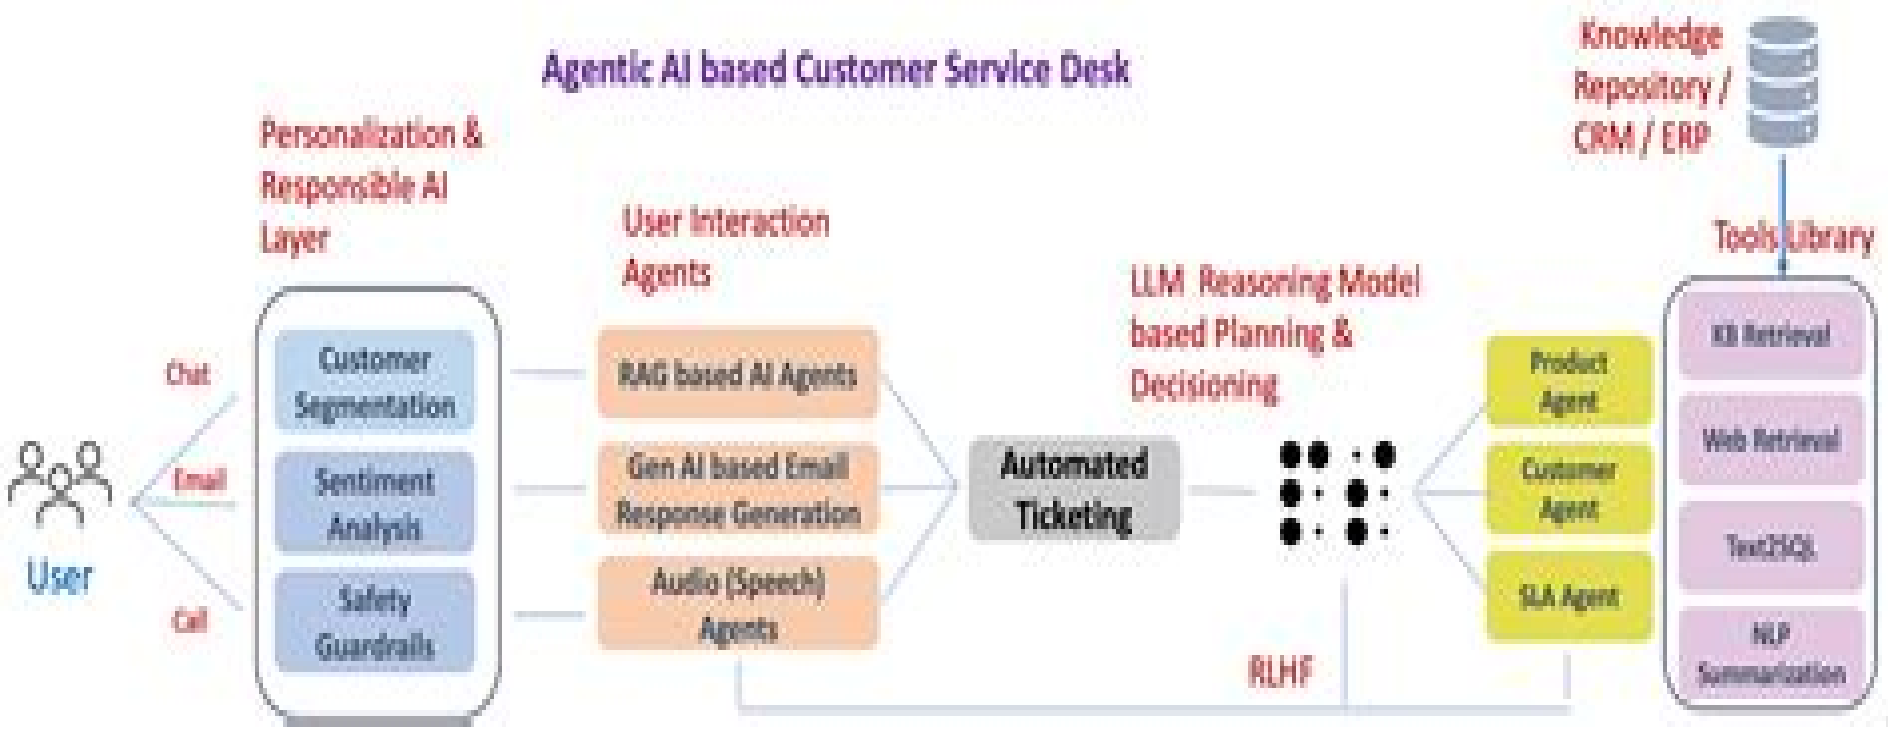 Agentic AI based Customer Service Desk
Knowledge
Repository /
CRM / ERP
Personalization &
Responsible AI
Layer
User Interaction
Agents
LLM Reasoning Model
based Planning &
Decisioning
Tools Library
Chat
Email
Call
User
Customer
Segmentation
Sentiment
Analysis
Safety
Guardrails
RAG based AI Agents
Gen AI based Email
Response Generation
Audio (Speech)
Agents
Automated
Ticketing
RLHF
Product
Agent
Customer
Agent
SLA Agent
KB Retrieval
Web Retrieval
Text2SQL
NLP
Summarization